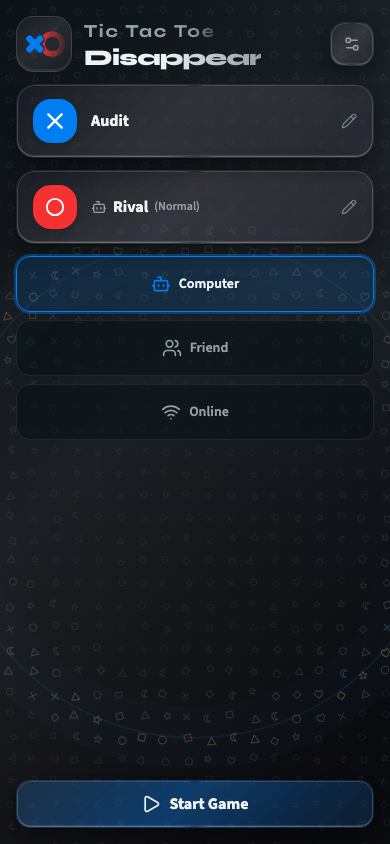 Tic Tac Toe
Disappear
Audit
Rival (Normal)
Computer
Friend
Online
Start Game